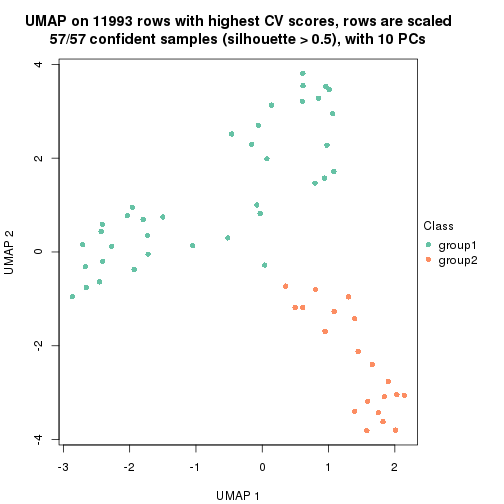 UMAP on 11993 rows with highest CV scores, rows are scaled
57/57 confident samples (silhouette > 0.5), with 10 PCs
4
2
0
-2
-4
UMAP 2
-3
-2
-1
0
1
2
UMAP 1
Class
group1
group2